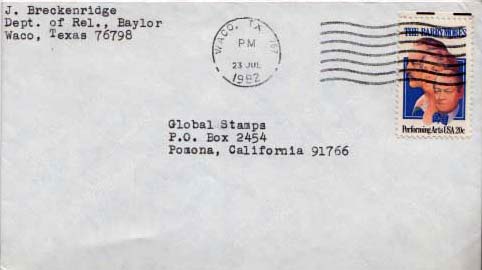 J. Breckenridge
Dept. of Rel., Baylor
Waco, Texas 76798
WACO, TX 767
PM
23 JUL
1982
THE BARRYMORES
Performing Arts USA 20c
Global Stamps
P.O. Box 2454
Pomona, California 91766